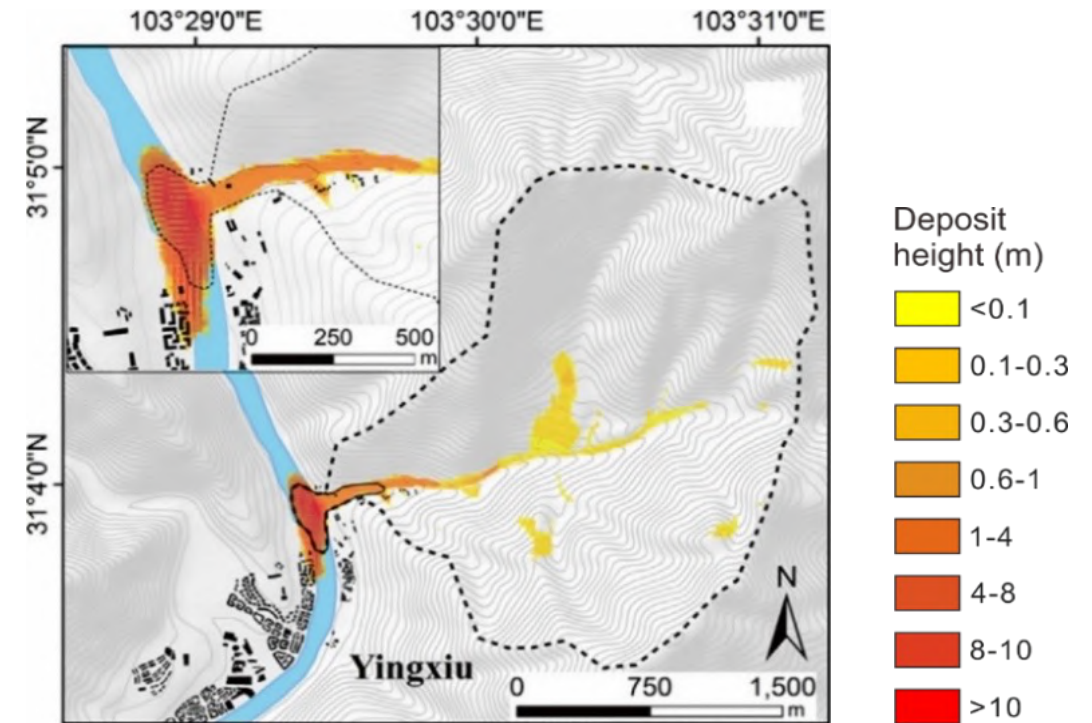 103°29'0"E 103°30'0"E 103°31'0"E
31°5'0"N
31°4'0"N
0 250 500
m
Yingxiu
N
0 750 1,500
m
Deposit
height (m)
<0.1
0.1-0.3
0.3-0.6
0.6-1
1-4
4-8
8-10
>10